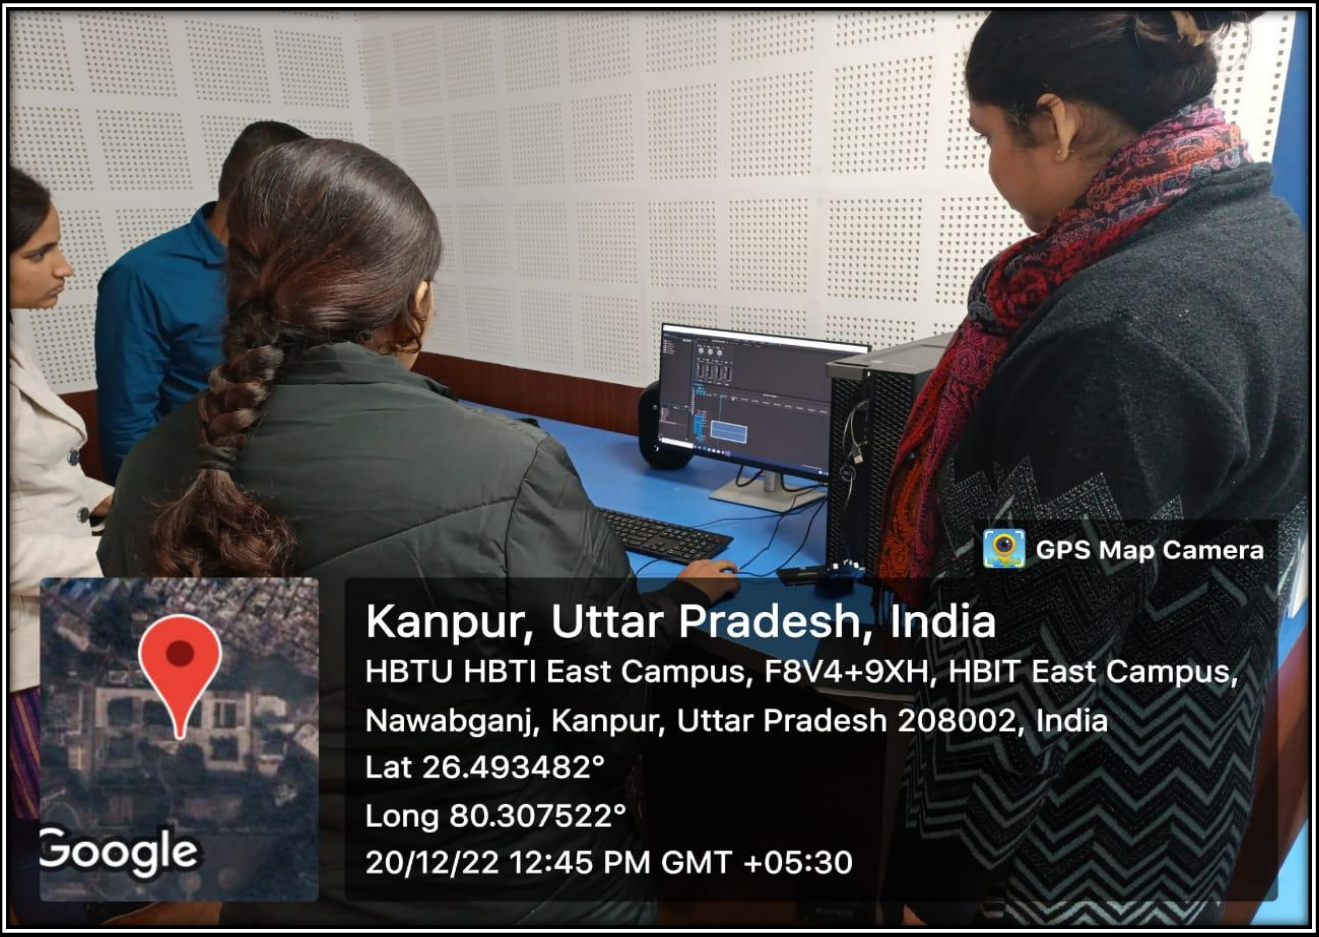 GPS Map Camera
Kanpur, Uttar Pradesh, India
HBTU HBTI East Campus, F8V4+9XH, HBIT East Campus,
Nawabganj, Kanpur, Uttar Pradesh 208002, India
Lat 26.493482°
Long 80.307522°
20/12/22 12:45 PM GMT +05:30
Google